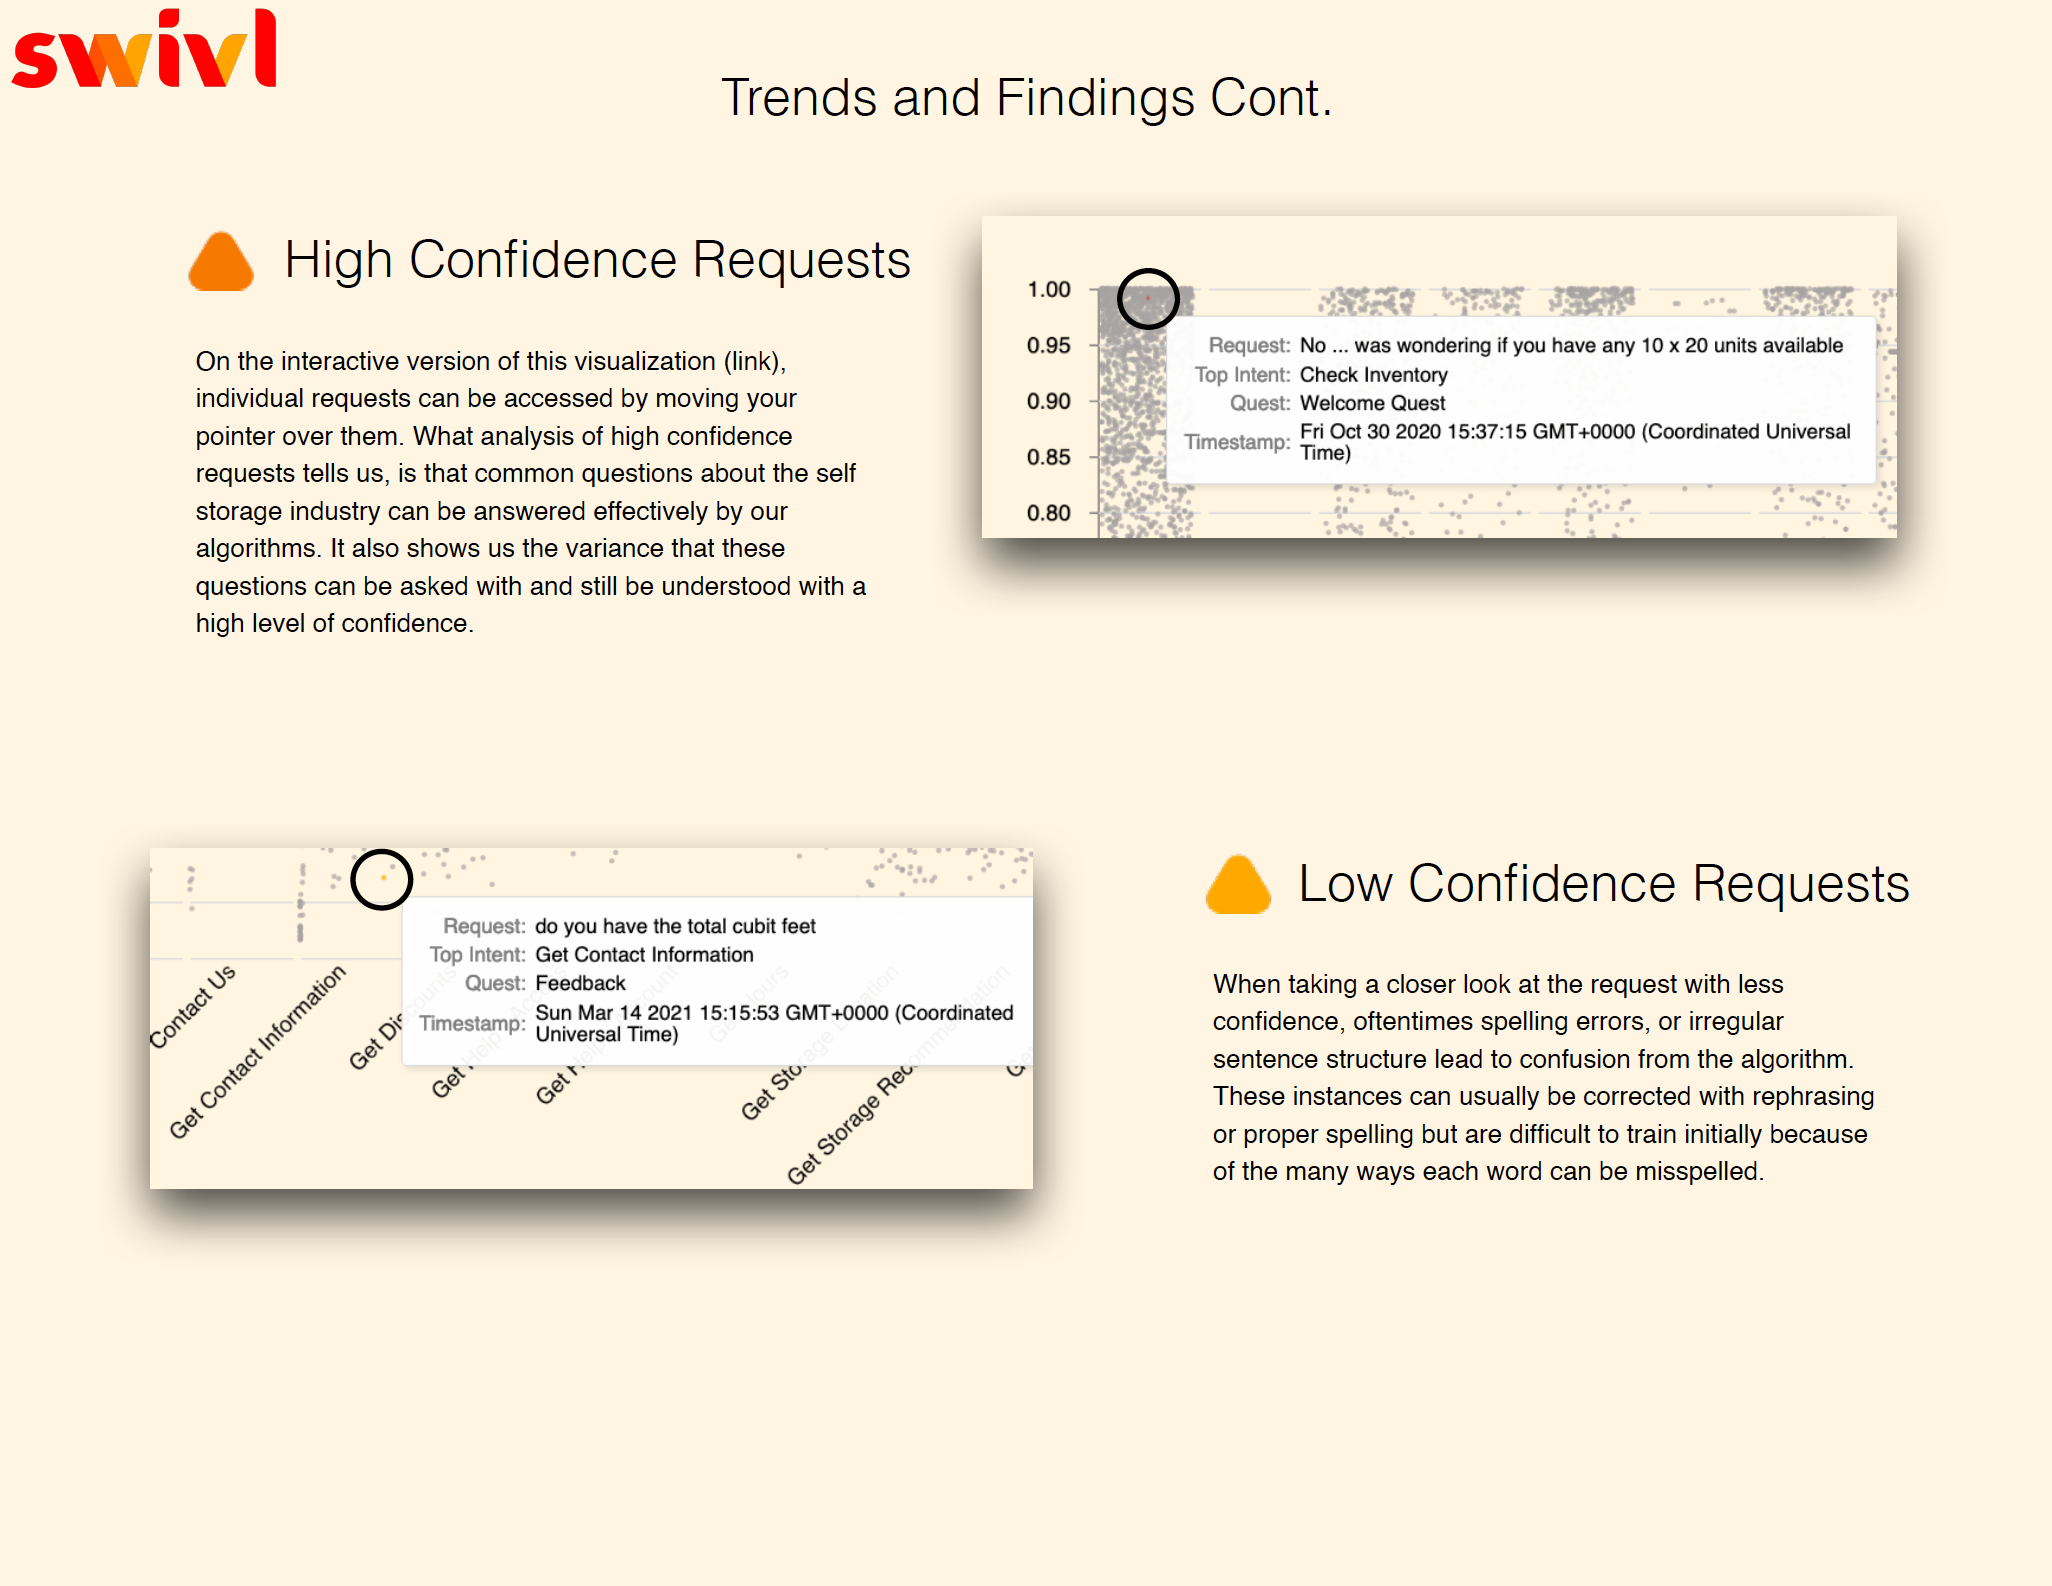 swivl
Trends and Findings Cont.
High Confidence Requests
On the interactive version of this visualization (link),
individual requests can be accessed by moving your
pointer over them. What analysis of high confidence
requests tells us, is that common questions about the self
storage industry can be answered effectively by our
algorithms. It also shows us the variance that these
questions can be asked with and still be understood with a
high level of confidence.
1.00
0.95
0.90
0.85
0.80
Request: No ... was wondering if you have any 10 x 20 units available
Top Intent: Check Inventory
Quest: Welcome Quest
Timestamp: Fri Oct 30 2020 15:37:15 GMT+0000 (Coordinated Universal
Time)
Request: do you have the total cubit feet
Top Intent: Get Contact Information
Quest: Feedback
Timestamp: Sun Mar 14 2021 15:15:53 GMT+0000 (Coordinated
Universal Time)
Contact Us
Get Contact Information
Get Discounts
Get
Get
Get Hours
Get Storage
Get Storage Recommendation
Low Confidence Requests
When taking a closer look at the request with less
confidence, oftentimes spelling errors, or irregular
sentence structure lead to confusion from the algorithm.
These instances can usually be corrected with rephrasing
or proper spelling but are difficult to train initially because
of the many ways each word can be misspelled.